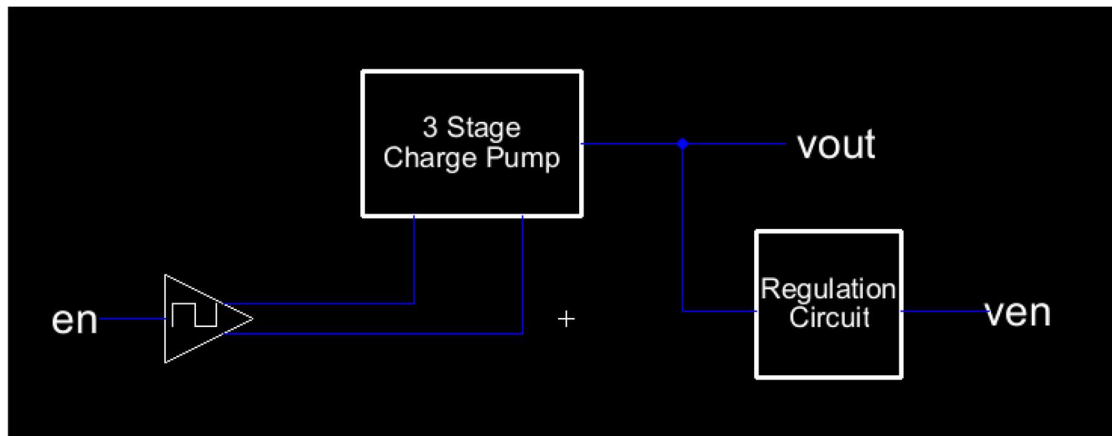 3 Stage
Charge Pump
vout
Regulation
Circuit
en
ven